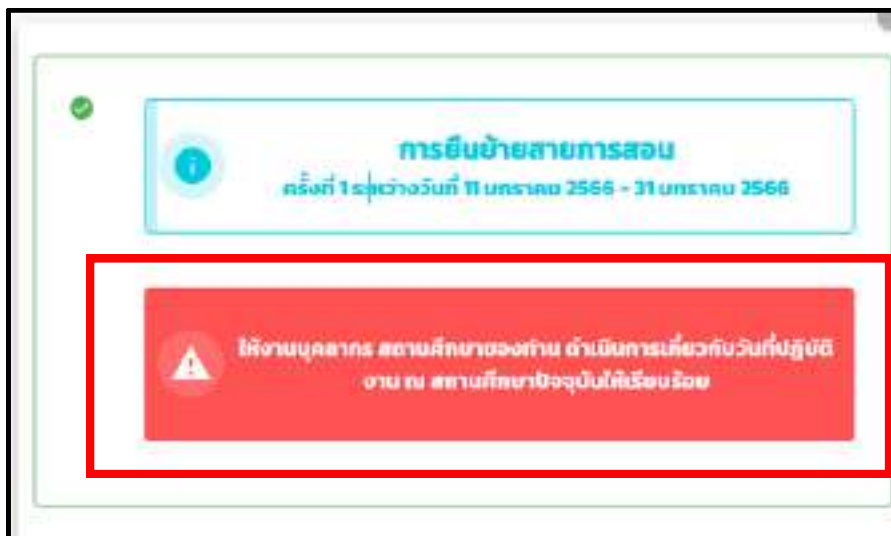 การยื่นย้ายสายการสอน
ครั้งที่ 1 ระหว่างวันที่ 11 มกราคม 2566 - 31 มกราคม 2566
ให้งานบุคลากร สถานศึกษาของท่าน ดำเนินการเกี่ยวกับวันที่ปฏิบัติ
งาน ณ สถานศึกษาปัจจุบันให้เรียบร้อย